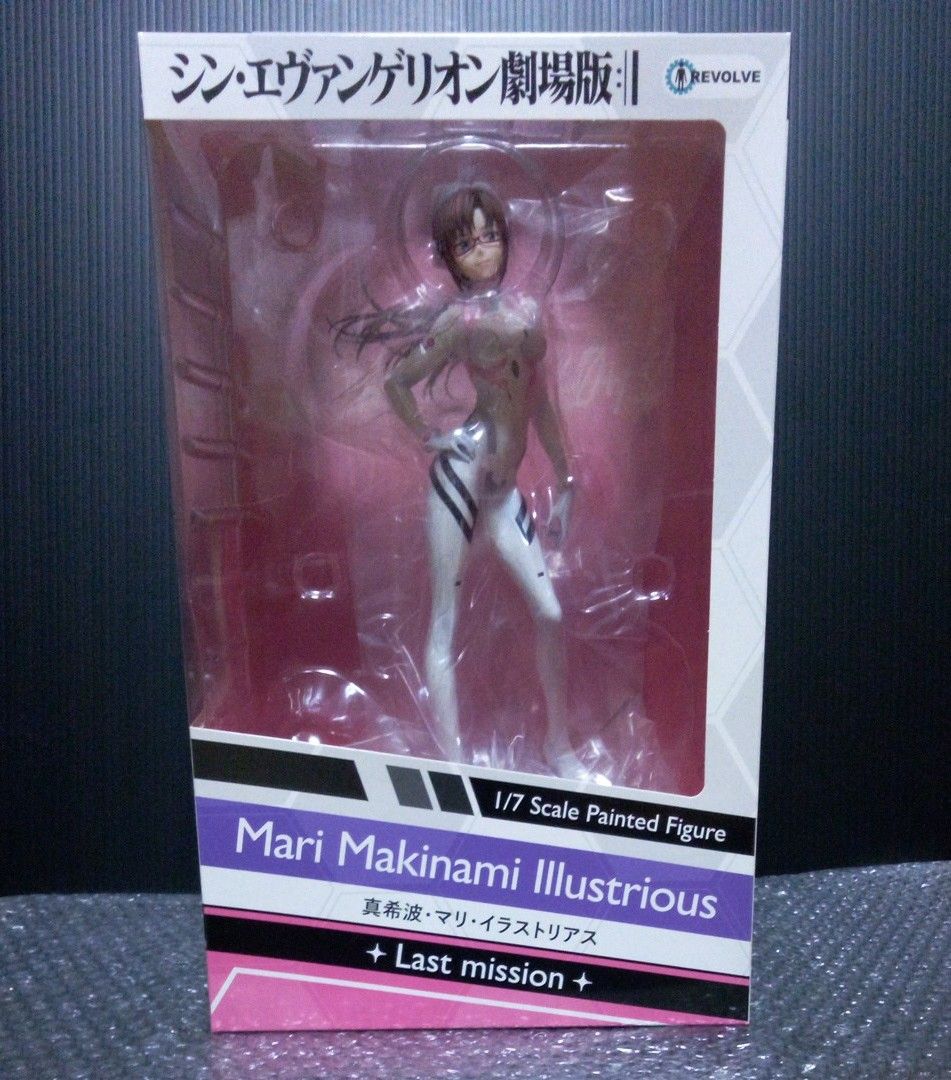 シン・エヴァンゲリオン劇場版:||
REVOLVE
1/7 Scale Painted Figure
Mari Makinami Illustrious
真希波・マリ・イラストリアス
Last mission